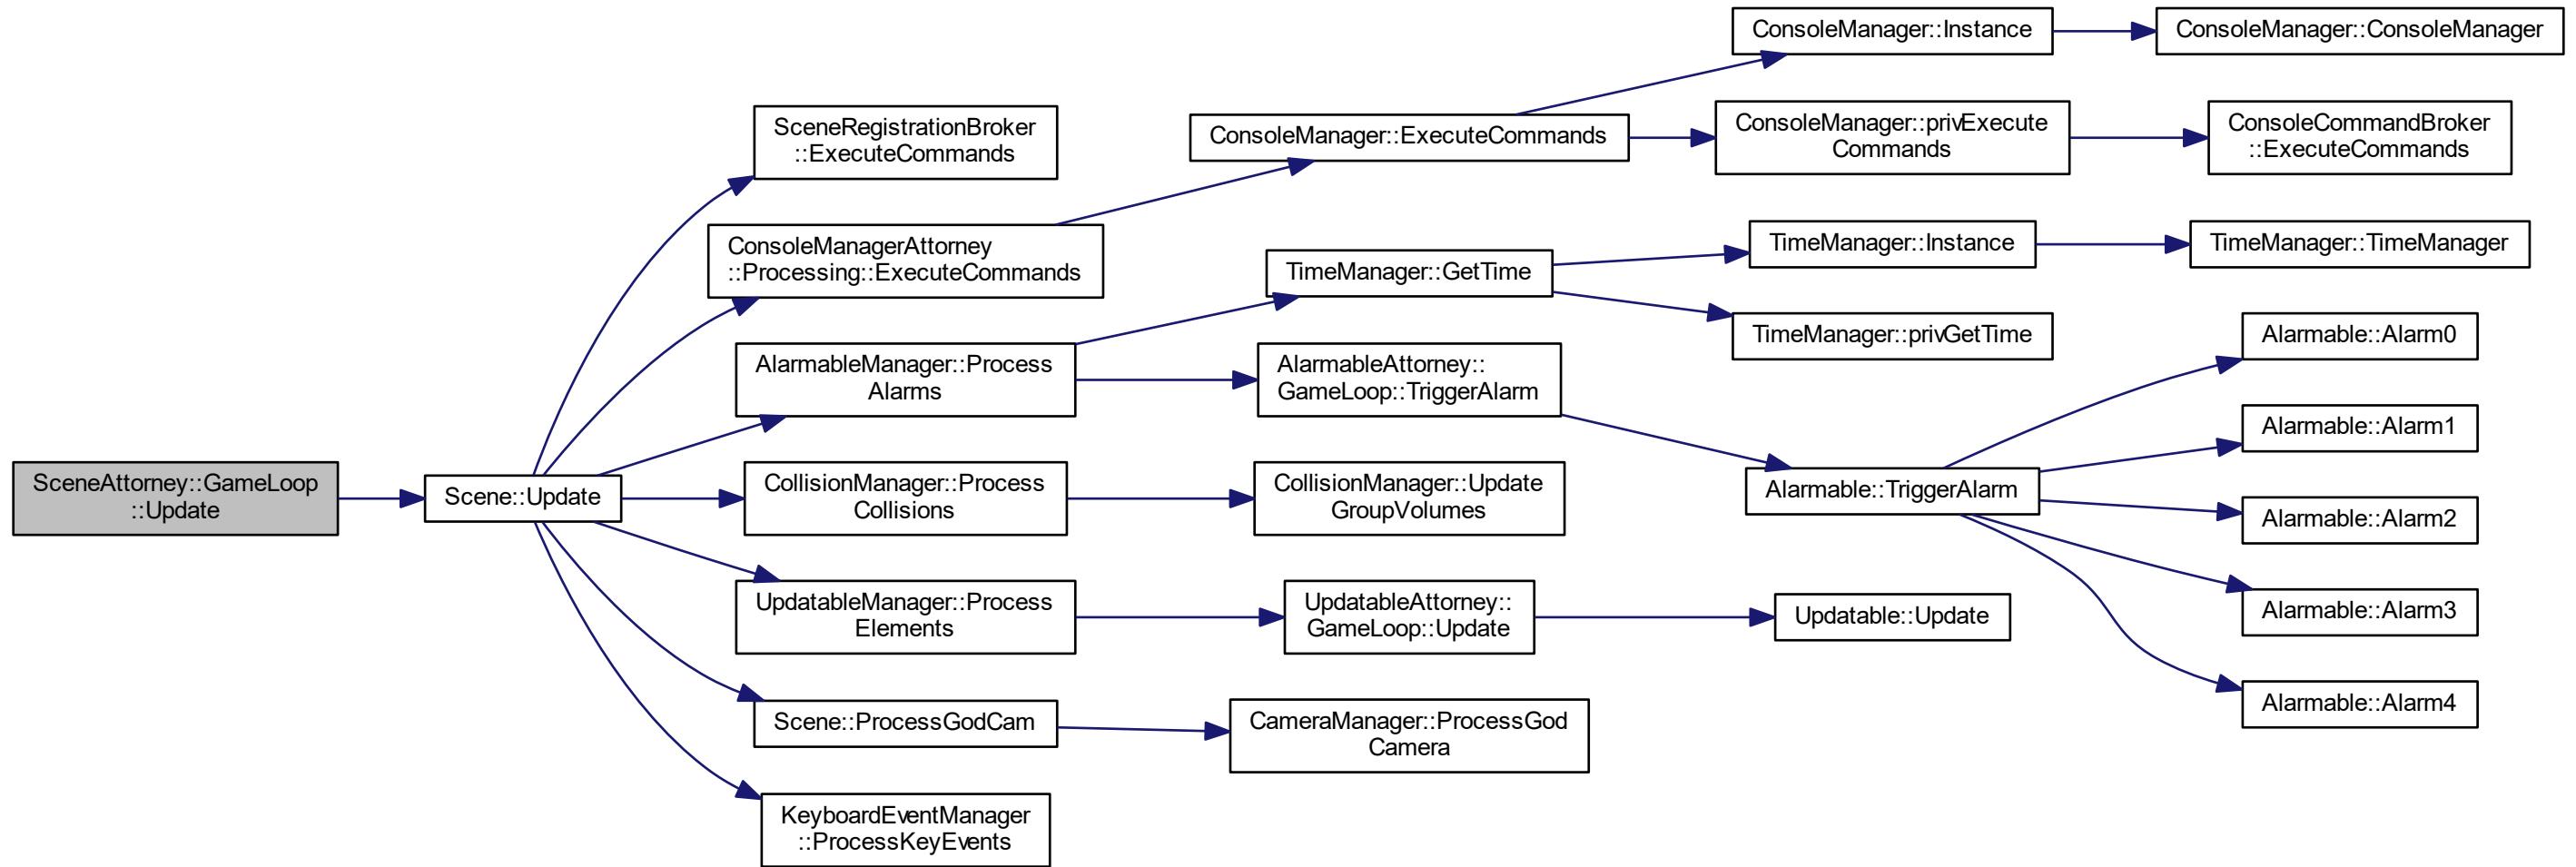 SceneAttorney::GameLoop
::Update
Scene::Update
SceneRegistrationBroker
::ExecuteCommands
ConsoleManagerAttorney
::Processing::ExecuteCommands
ConsoleManager::ExecuteCommands
ConsoleManager::Instance
ConsoleManager::ConsoleManager
ConsoleManager::privExecute
Commands
ConsoleCommandBroker
::ExecuteCommands
AlarmableManager::Process
Alarms
TimeManager::GetTime
TimeManager::Instance
TimeManager::TimeManager
TimeManager::privGetTime
AlarmableAttorney::
GameLoop::TriggerAlarm
Alarmable::TriggerAlarm
Alarmable::Alarm0
Alarmable::Alarm1
Alarmable::Alarm2
Alarmable::Alarm3
Alarmable::Alarm4
CollisionManager::Process
Collisions
CollisionManager::Update
GroupVolumes
UpdatableManager::Process
Elements
UpdatableAttorney::
GameLoop::Update
Updatable::Update
Scene::ProcessGodCam
CameraManager::ProcessGod
Camera
KeyboardEventManager
::ProcessKeyEvents